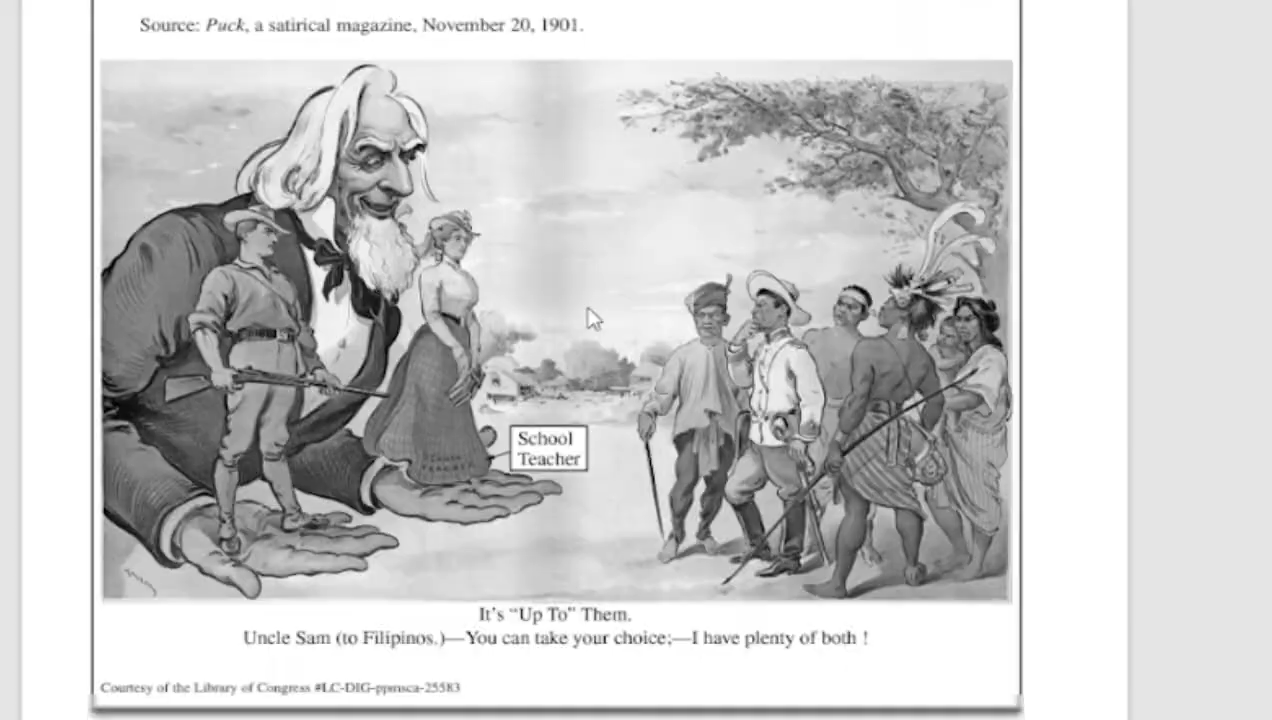 Source: Puck, a satirical magazine, November 20, 1901.
School
Teacher
It's “Up To” Them.
Uncle Sam (to Filipinos.)—You can take your choice;—I have plenty of both !
Courtesy of the Library of Congress #LC-DIG-ppmsca-25583